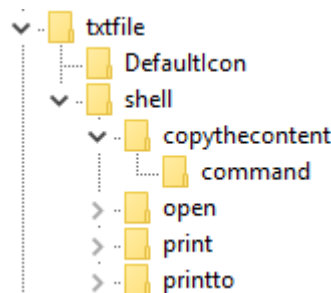 txtfile
DefaultIcon
shell
copythecontent
command
open
print
printto